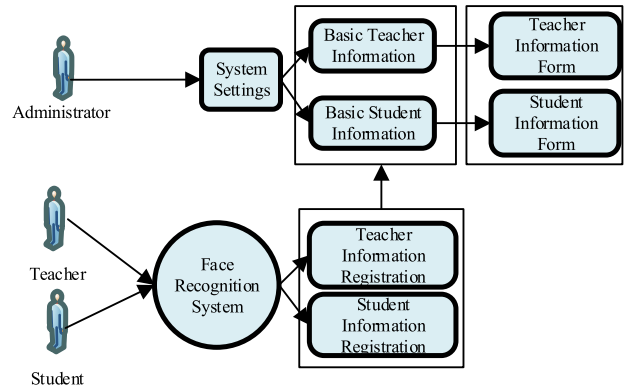 Administrator
System
Settings
Basic Teacher
Information
Basic Student
Information
Teacher
Information
Form
Student
Information
Form
Teacher
Student
Face
Recognition
System
Teacher
Information
Registration
Student
Information
Registration